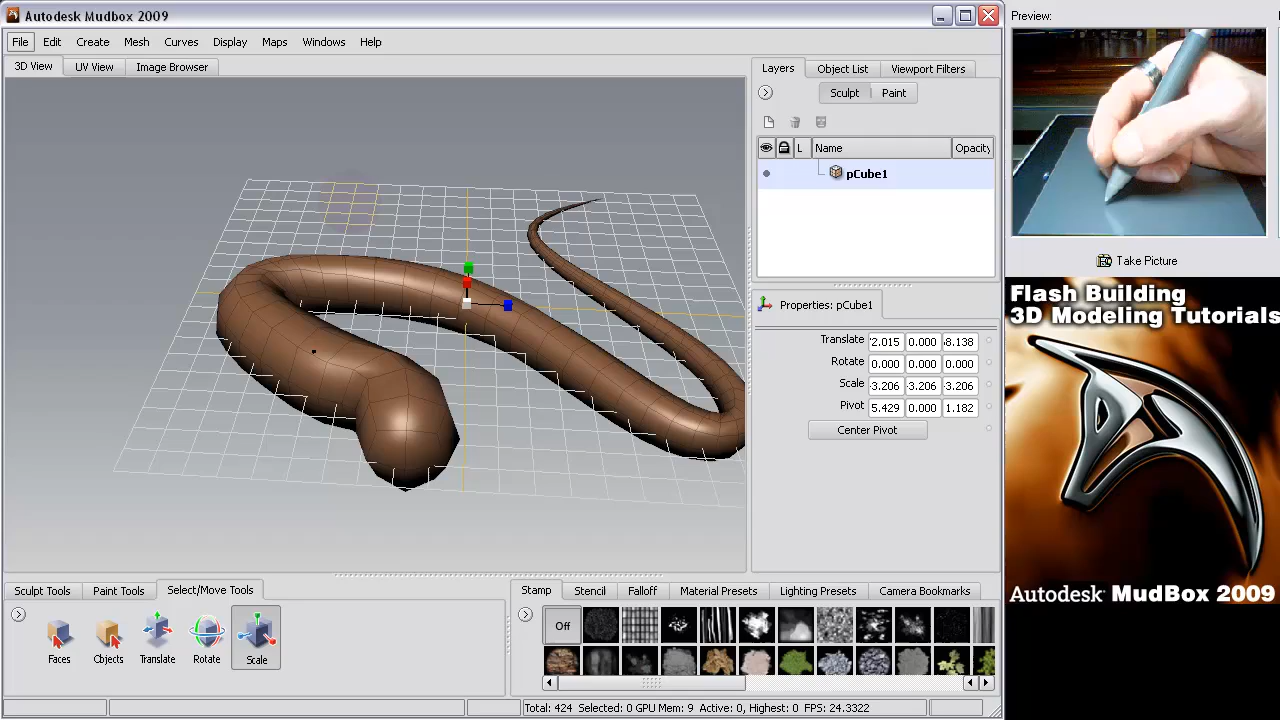 Autodesk Mudbox 2009
File Edit Create Mesh Curves Display Maps Windows Help
3D View UV View Image Browser
Layers Object List Viewport Filters
Sculpt Paint
L Name Opacity
pCube1
Properties: pCube1
Translate 2.015 0.000 6.138
Rotate 0.000 0.000 0.000
Scale 3.206 3.206 3.206
Pivot 5.429 0.000 1.182
Center Pivot
Sculpt Tools Paint Tools Select/Move Tools
Faces Objects Translate Rotate Scale
Stamp Stencil Falloff Material Presets Lighting Presets Camera Bookmarks
Off
Total: 424 Selected: 0 GPU Mem: 9 Active: 0, Highest: 0 FPS: 24.3322
Preview:
Take Picture
Flash Building
3D Modeling Tutorials
Autodesk MudBox 2009